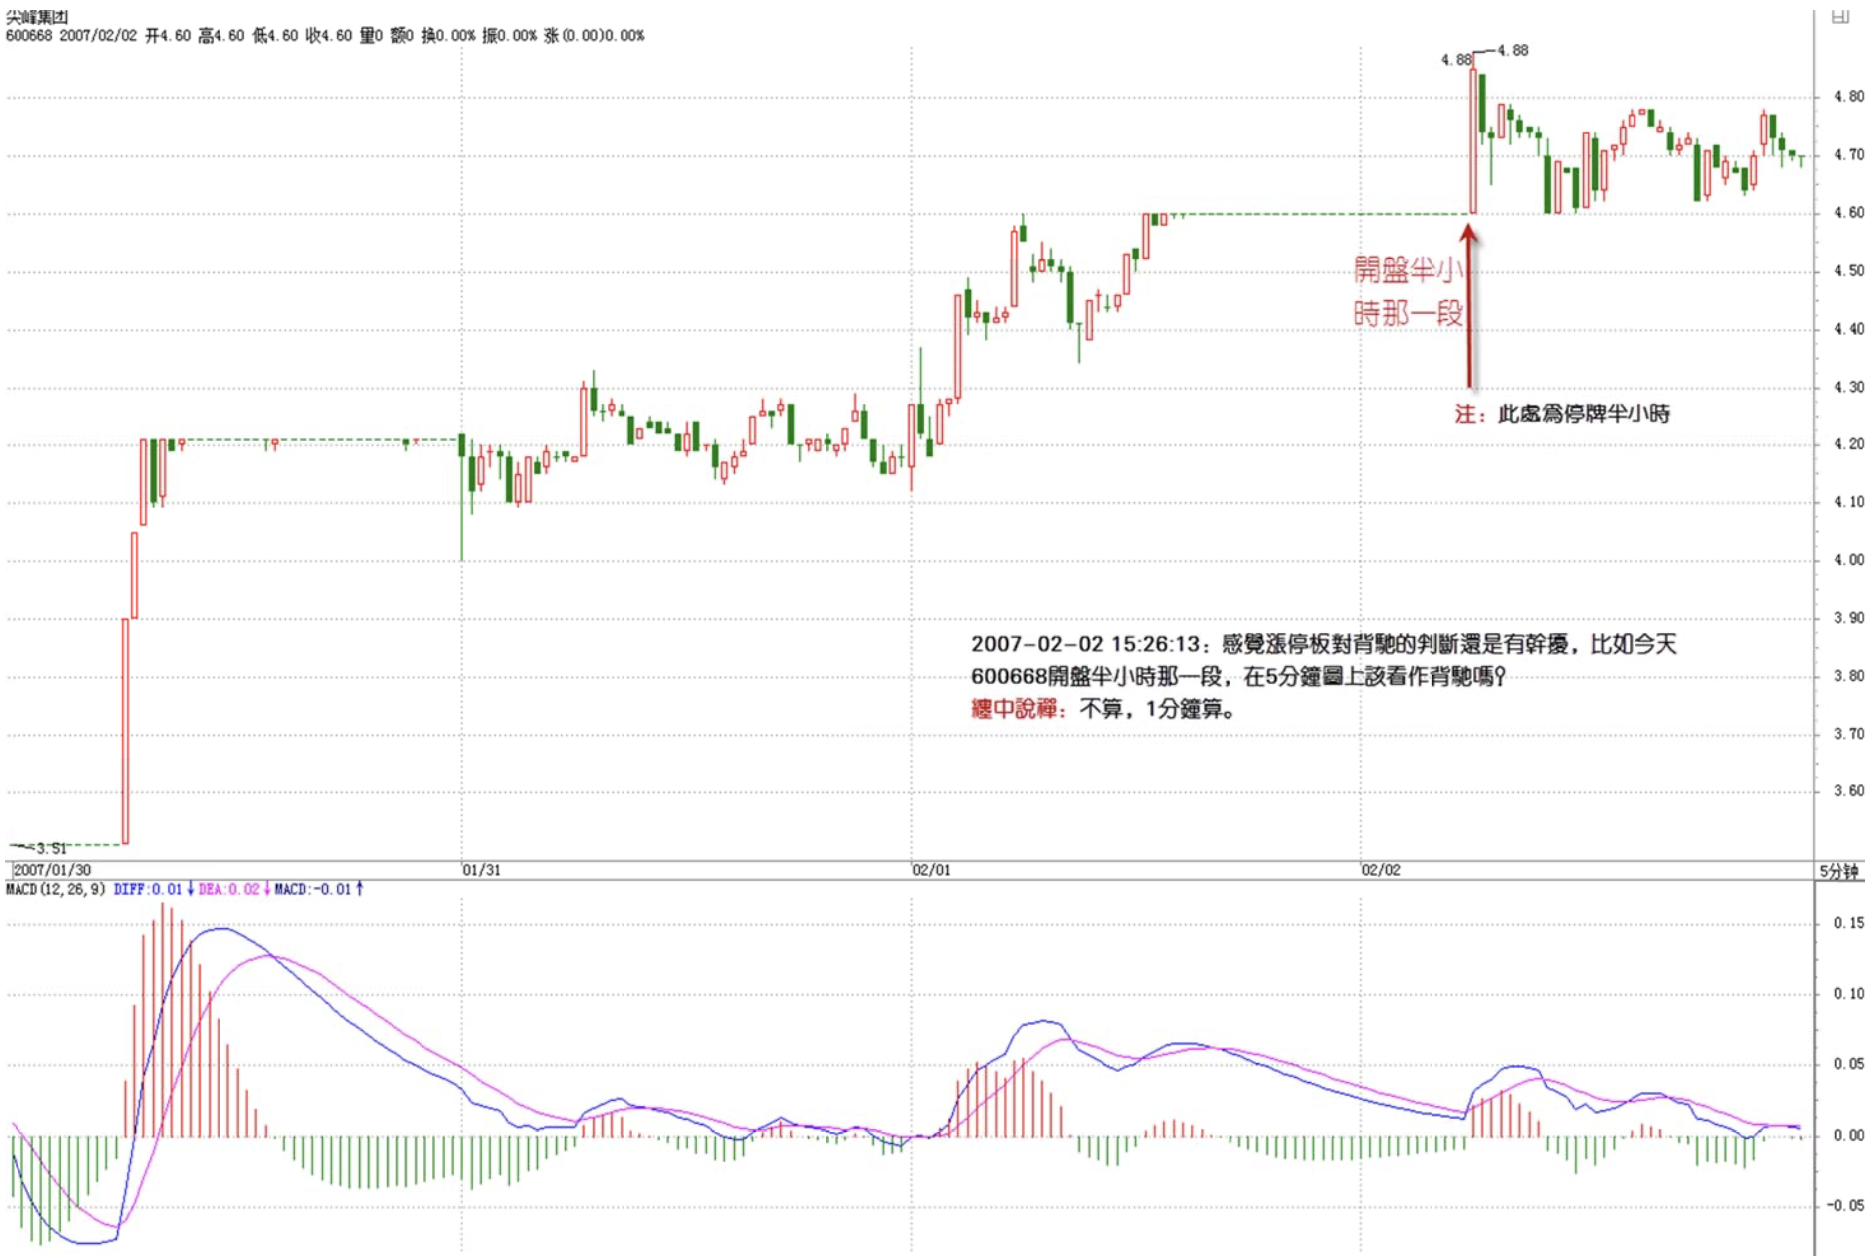 尖峰集团
600668 2007/02/02 开4.60 高4.60 低4.60 收4.60 量0 额0 换0.00% 振0.00% 涨(0.00)0.00%
4.88
4.88
4.80
4.70
4.60
開盤半小
時那一段
4.50
4.40
4.30
注：此處爲停牌半小時
4.20
4.10
4.00
3.90
2007-02-02 15:26:13：感覺漲停板對背馳的判斷還是有幹擾，比如今天
600668開盤半小時那一段，在5分鐘圖上該看作背馳嗎？
纏中說禪：不算，1分鐘算。
3.80
3.70
3.60
3.51
2007/01/30
01/31
02/01
02/02
5分钟
MACD(12,26,9) DIFF:0.01↓ DEA:0.02↓ MACD:-0.01↑
0.15
0.10
0.05
0.00
-0.05